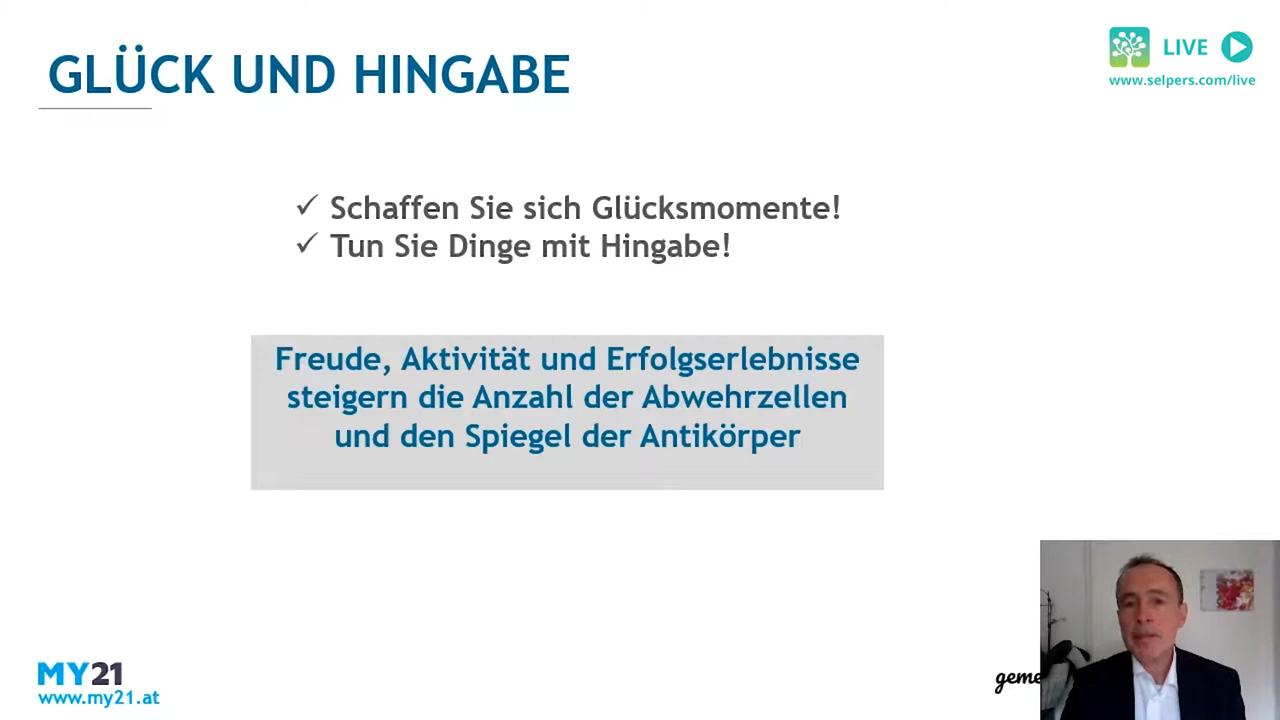 GLÜCK UND HINGABE
LIVE
www.selpers.com/live
✓ Schaffen Sie sich Glücksmomente!
✓ Tun Sie Dinge mit Hingabe!
Freude, Aktivität und Erfolgserlebnisse
steigern die Anzahl der Abwehrzellen
und den Spiegel der Antikörper
MY21
www.my21.at